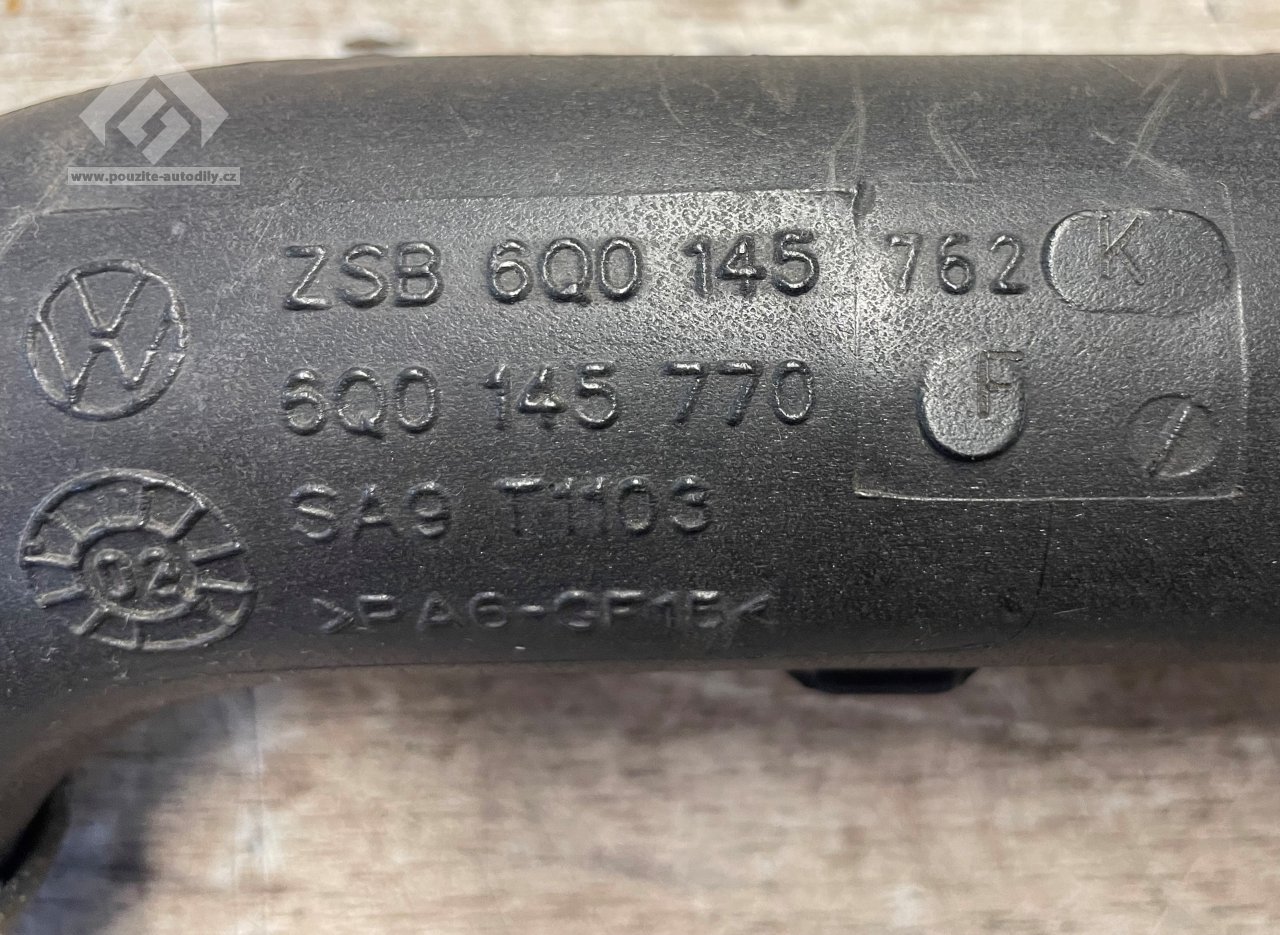 www.pouzite-autodily.cz
ZSB 6Q0 145 762 K
6Q0 145 770 F
SA9 T1103
02
>PA6-GF15<